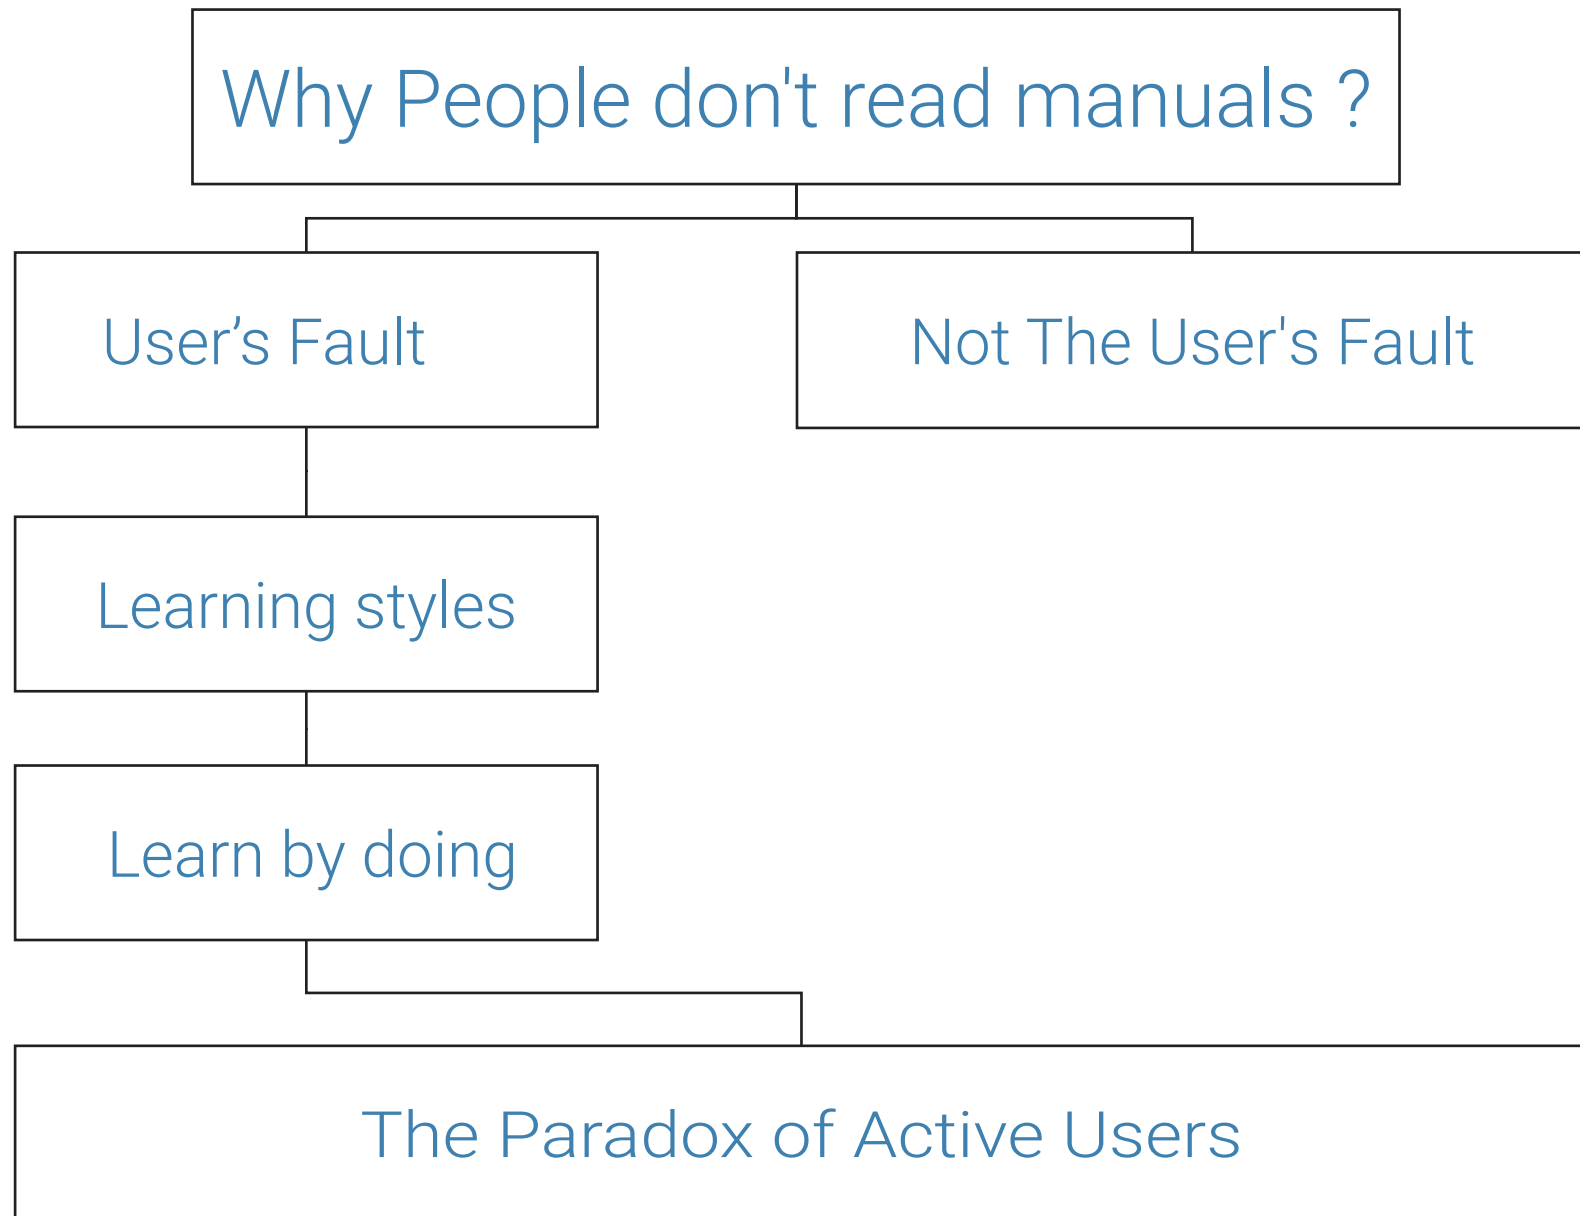 Why People don't read manuals ?
User’s Fault
Not The User's Fault
Learning styles
Learn by doing
The Paradox of Active Users